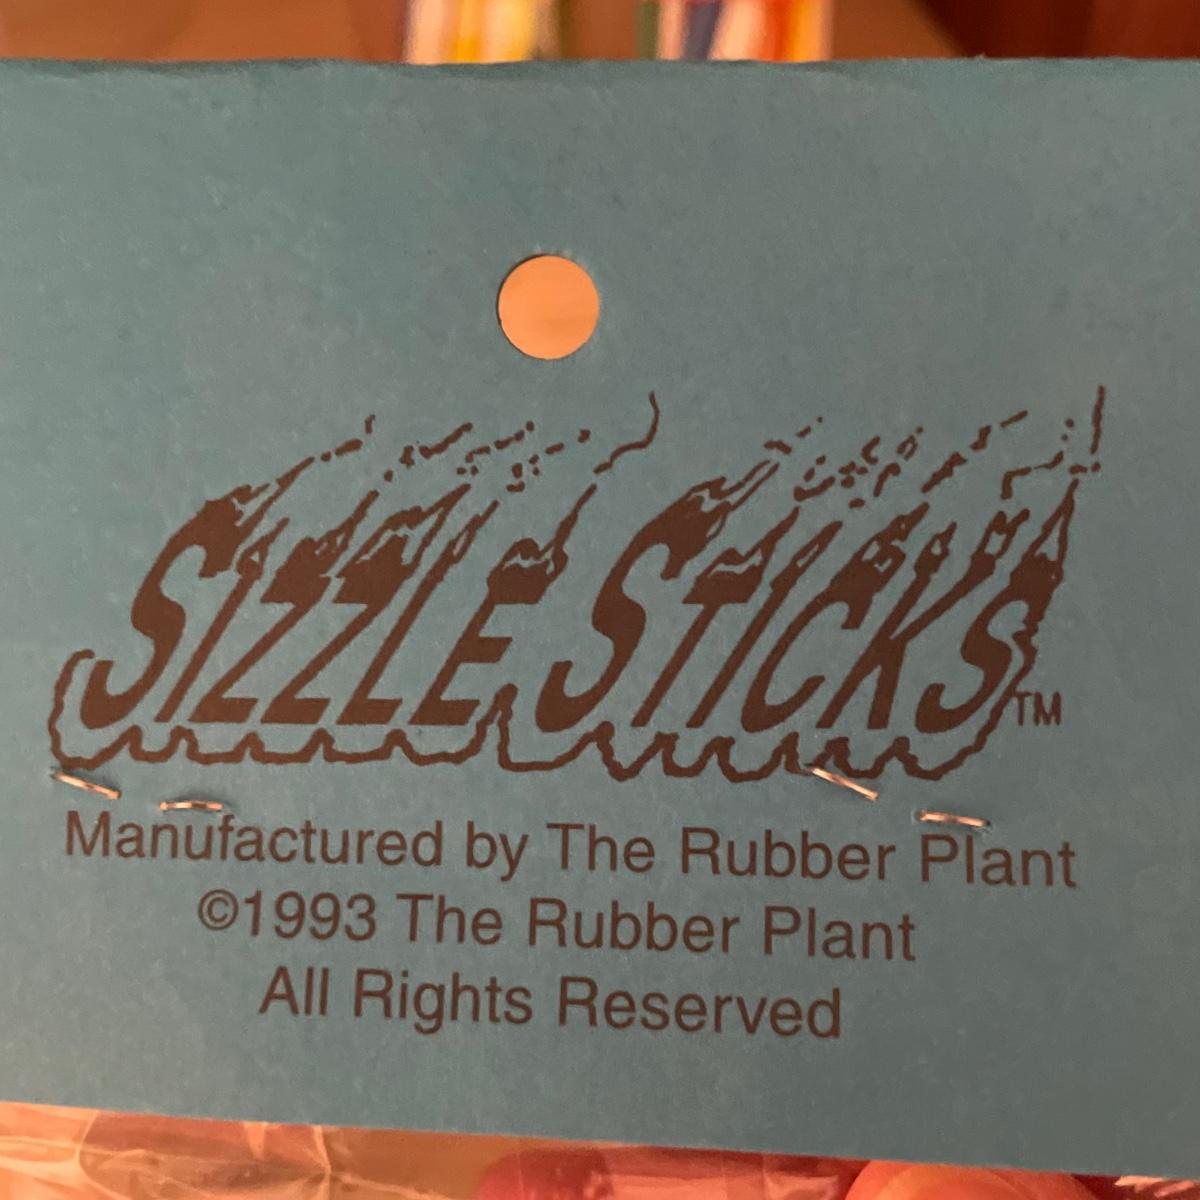 SIZZLE STICKS™
Manufactured by The Rubber Plant
©1993 The Rubber Plant
All Rights Reserved